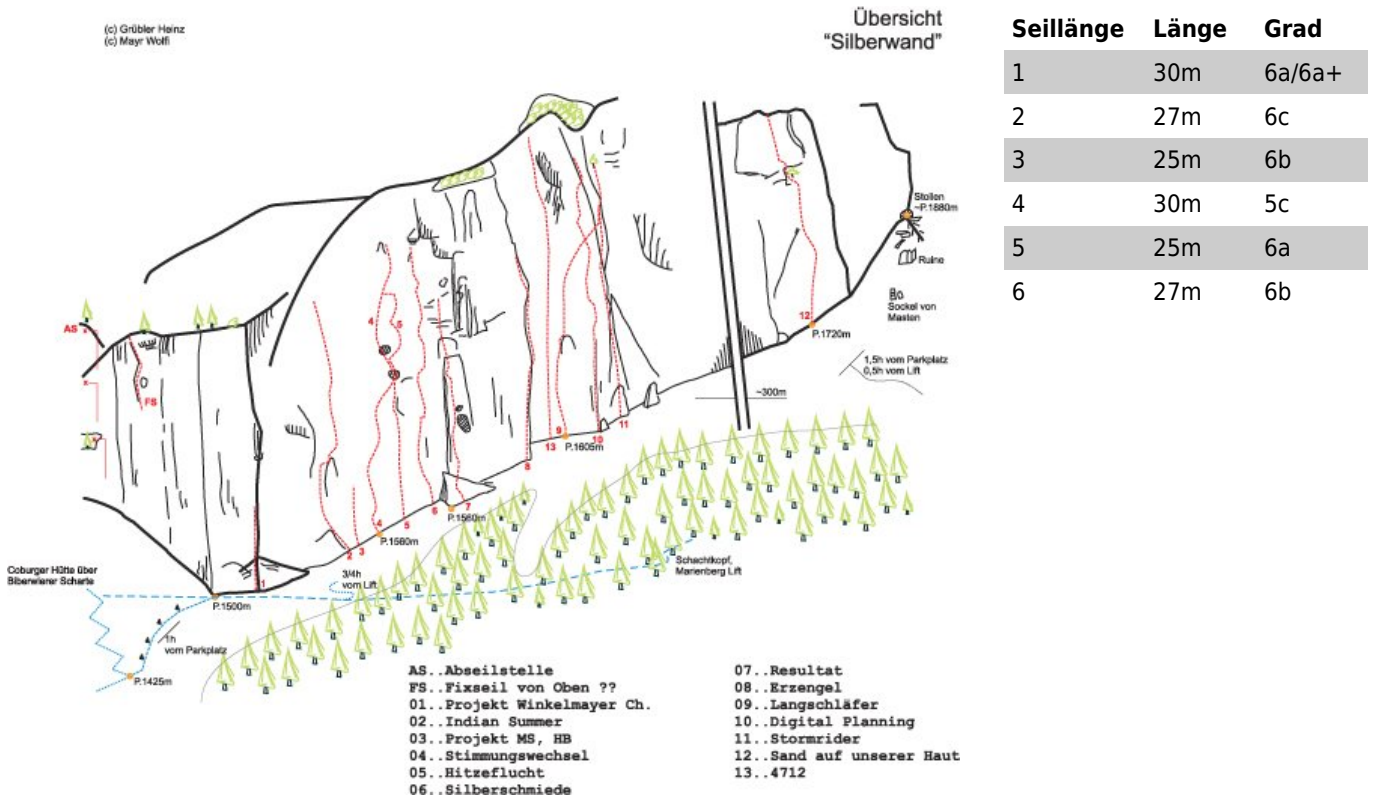 (c) Grübler Heinz
(c) Mayr Wolfi
Übersicht
"Silberwand"
Seillänge Länge Grad
1 30m 6a/6a+
2 27m 6c
3 25m 6b
4 30m 5c
5 25m 6a
6 27m 6b
Stollen
~P.1880m
Ruine
Sockel von
Masten
AS
FS
4
5
12
P.1720m
1,5h vom Parkplatz
0,5h vom Lift
~300m
11
9
13
P.1605m
10
8
7
6
P.1560m
5
4
P.1560m
3
2
1
Coburger Hütte über
Biberwierer Scharte
3/4h
vom Lift
Schachtkopf,
Marienberg Lift
P.1500m
1h
vom Parkplatz
P.1425m
AS..Abseilstelle
FS..Fixseil von Oben ??
01..Projekt Winkelmayer Ch.
02..Indian Summer
03..Projekt MS, HB
04..Stimmungswechsel
05..Hitzeflucht
06..Silberschmiede
07..Resultat
08..Erzengel
09..Langschläfer
10..Digital Planning
11..Stormrider
12..Sand auf unserer Haut
13..4712